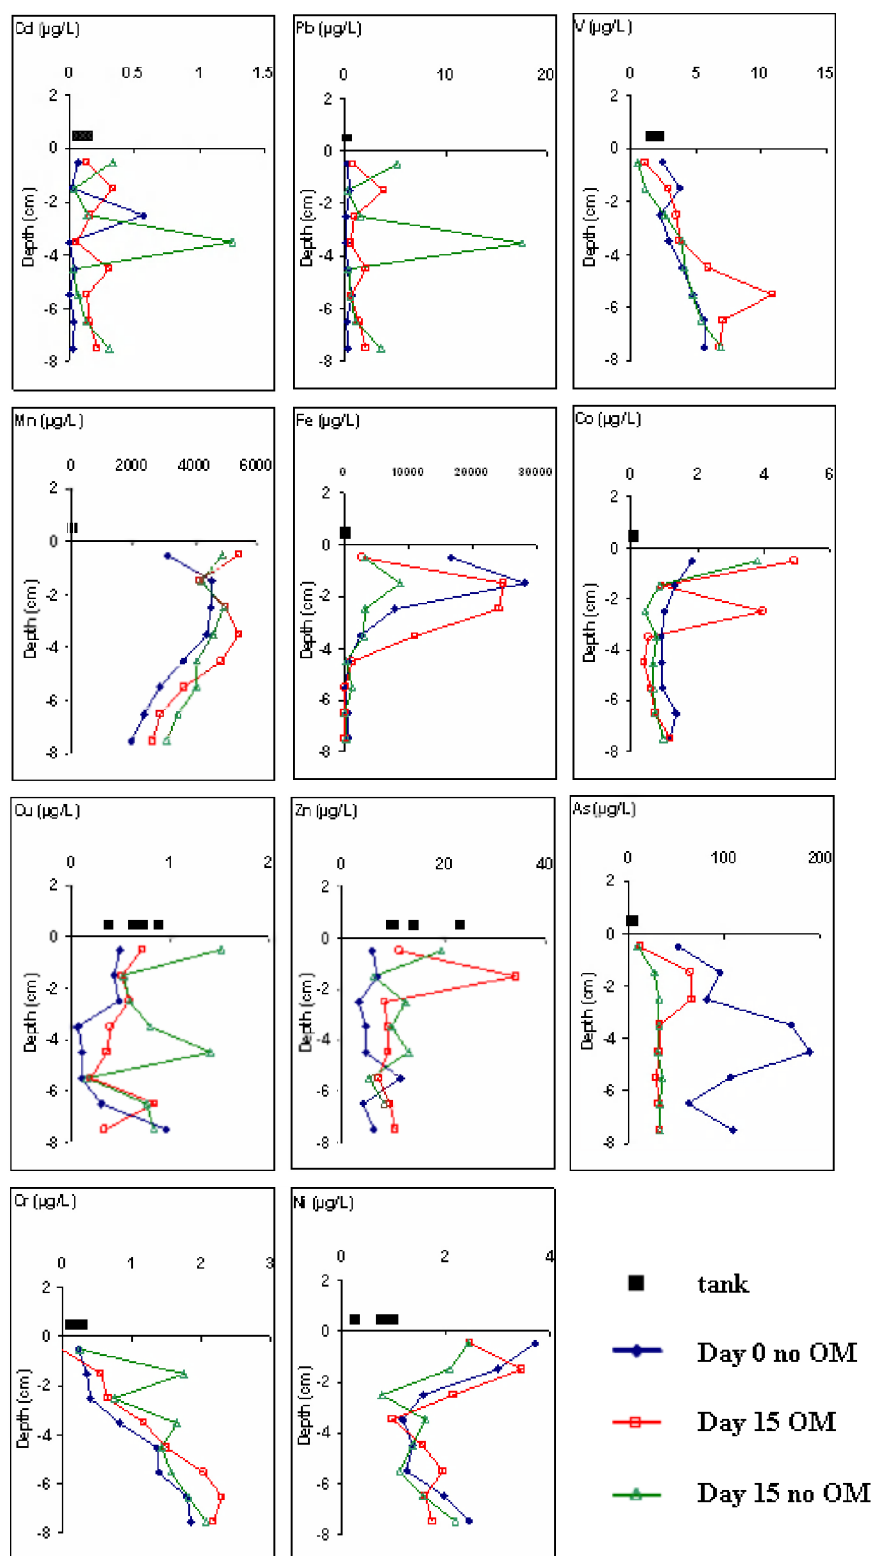 Cd (µg/L)
0 0.5 1 1.5
2
0
-2
-4
-6
-8
Depth (cm)
Pb (µg/L)
0 10 20
2
0
-2
-4
-6
-8
Depth (cm)
V (µg/L)
0 5 10 15
2
0
-2
-4
-6
-8
Depth (cm)
Mn (µg/L)
0 2000 4000 6000
2
0
-2
-4
-6
-8
Depth (cm)
Fe (µg/L)
0 10000 20000 30000
2
0
-2
-4
-6
-8
Depth (cm)
Co (µg/L)
0 2 4 6
2
0
-2
-4
-6
-8
Depth (cm)
Cu (µg/L)
0 1 2
2
0
-2
-4
-6
-8
Depth (cm)
Zn (µg/L)
0 20 40
2
0
-2
-4
-6
-8
Depth (cm)
As(µg/L)
0 100 200
2
0
-2
-4
-6
-8
Depth (cm)
Cr (µg/L)
0 1 2 3
2
0
-2
-4
-6
-8
Depth (cm)
Ni (µg/L)
0 2 4
2
0
-2
-4
-6
-8
Depth (cm)
tank
Day 0 no OM
Day 15 OM
Day 15 no OM